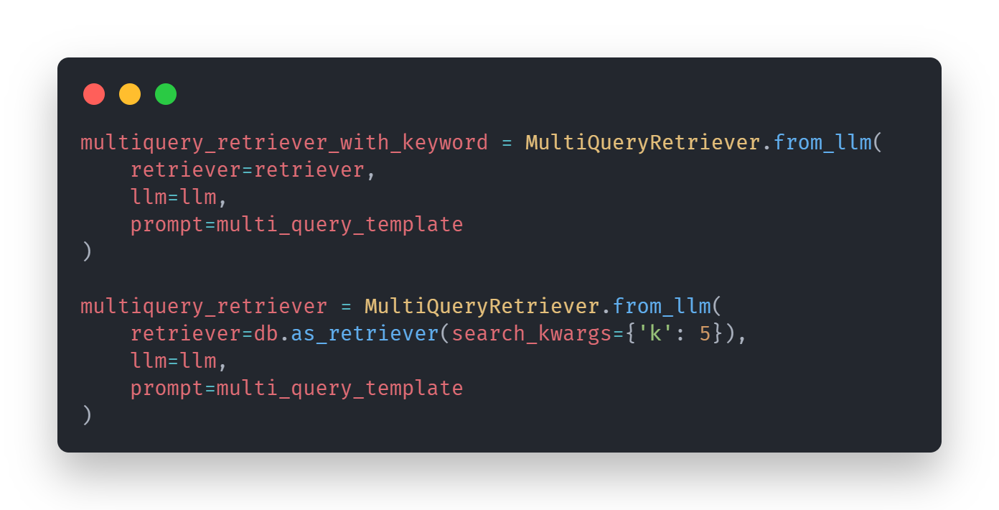 multiquery_retriever_with_keyword = MultiQueryRetriever.from_llm(
    retriever=retriever,
    llm=llm,
    prompt=multi_query_template
)

multiquery_retriever = MultiQueryRetriever.from_llm(
    retriever=db.as_retriever(search_kwargs={'k': 5}),
    llm=llm,
    prompt=multi_query_template
)